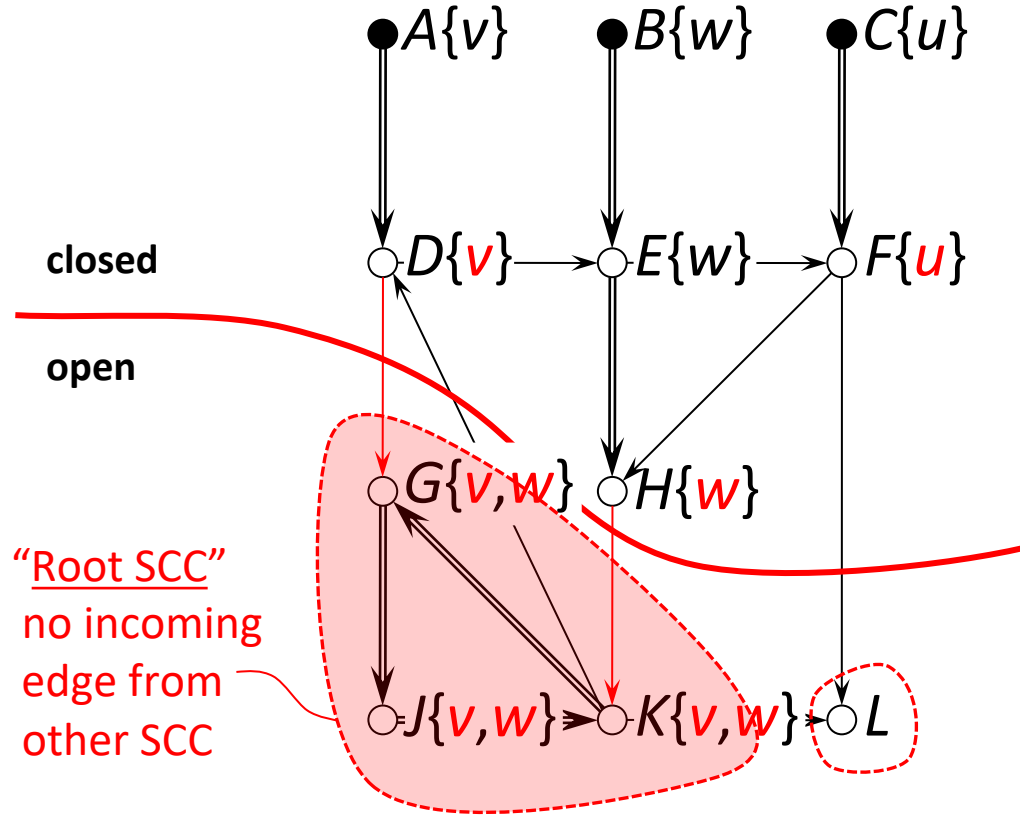 A{v} B{w} C{u}
closed D{v} E{w} F{u}
open
G{v,w} H{w}
“Root SCC”
no incoming
edge from
other SCC
J{v,w} K{v,w} L